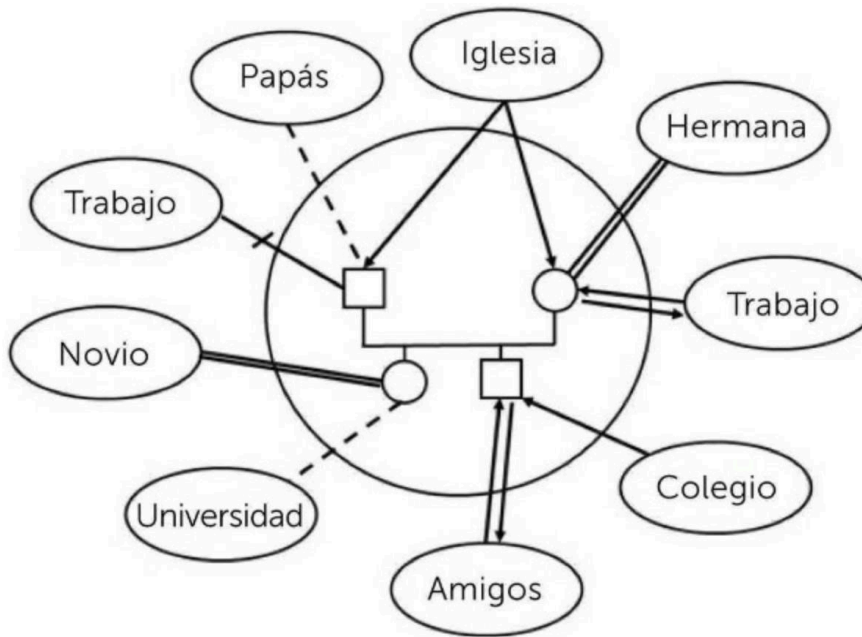 Iglesia
Papás
Hermana
Trabajo
Trabajo
Novio
Colegio
Universidad
Amigos